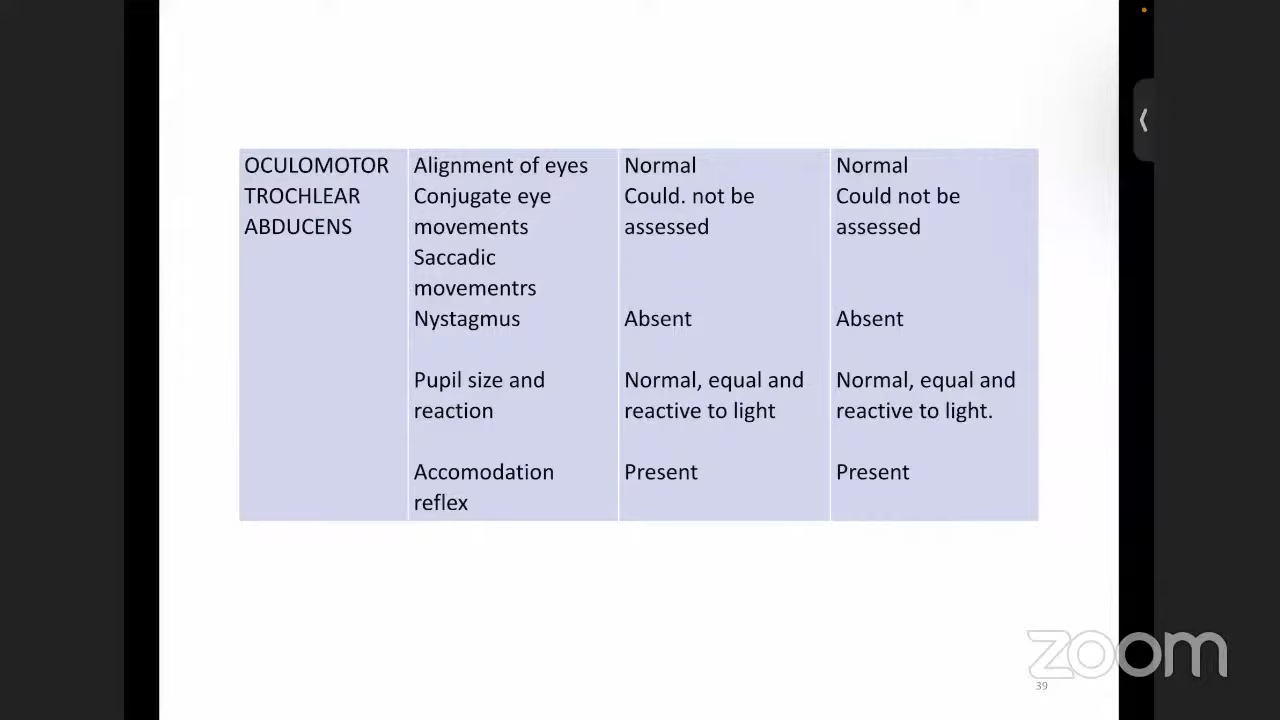 OCULOMOTOR
TROCHLEAR
ABDUCENS
Alignment of eyes
Conjugate eye
movements
Saccadic
movementrs
Nystagmus
Pupil size and
reaction
Accomodation
reflex
Normal
Could. not be
assessed
Absent
Normal, equal and
reactive to light
Present
Normal
Could not be
assessed
Absent
Normal, equal and
reactive to light.
Present
zoom
39